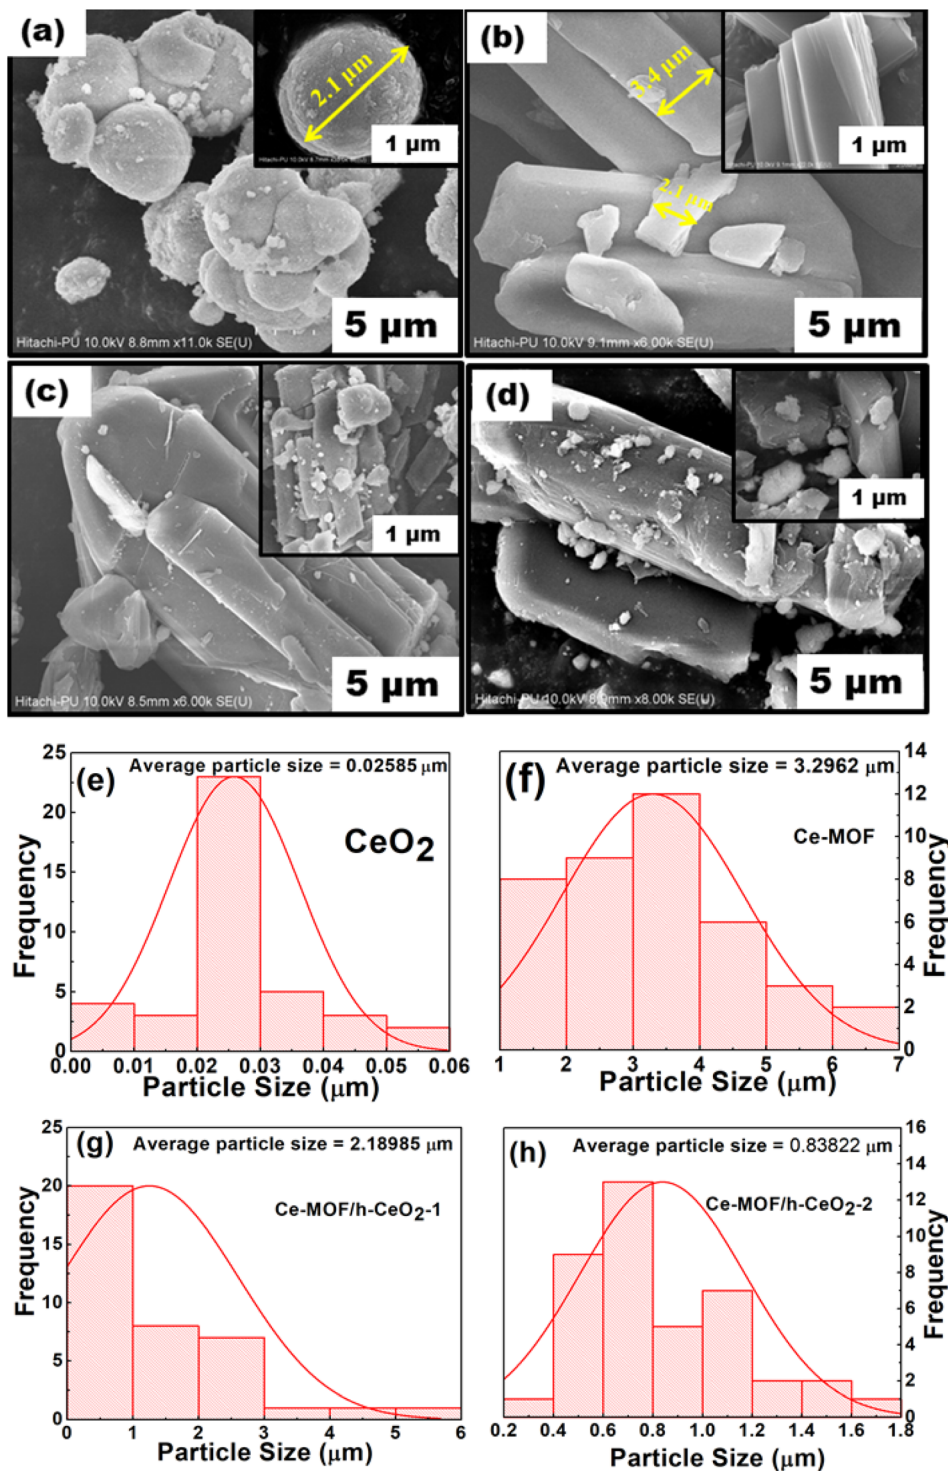 (a)
2.1 µm
1 µm
5 µm
Hitachi-PU 10.0kV 8.8mm x11.0k SE(U)
(b)
3.4 µm
2.1 µm
1 µm
5 µm
Hitachi-PU 10.0kV 9.1mm x6.00k SE(U)
(c)
1 µm
5 µm
Hitachi-PU 10.0kV 8.5mm x6.00k SE(U)
(d)
1 µm
5 µm
Hitachi-PU 10.0kV 8.9mm x8.00k SE(U)
(e)
Average particle size = 0.02585 µm
CeO2
Frequency
25
20
15
10
5
0
0.00 0.01 0.02 0.03 0.04 0.05 0.06
Particle Size (µm)
(f)
Average particle size = 3.2962 µm
Ce-MOF
14
12
10
8
6
4
2
0
Frequency
1 2 3 4 5 6 7
Particle Size (µm)
(g)
Average particle size = 2.18985 µm
Ce-MOF/h-CeO2-1
Frequency
25
20
15
10
5
0
0 1 2 3 4 5 6
Particle Size (µm)
(h)
Average particle size = 0.83822 µm
Ce-MOF/h-CeO2-2
16
14
12
10
8
6
4
2
0
Frequency
0.2 0.4 0.6 0.8 1.0 1.2 1.4 1.6 1.8
Particle Size (µm)